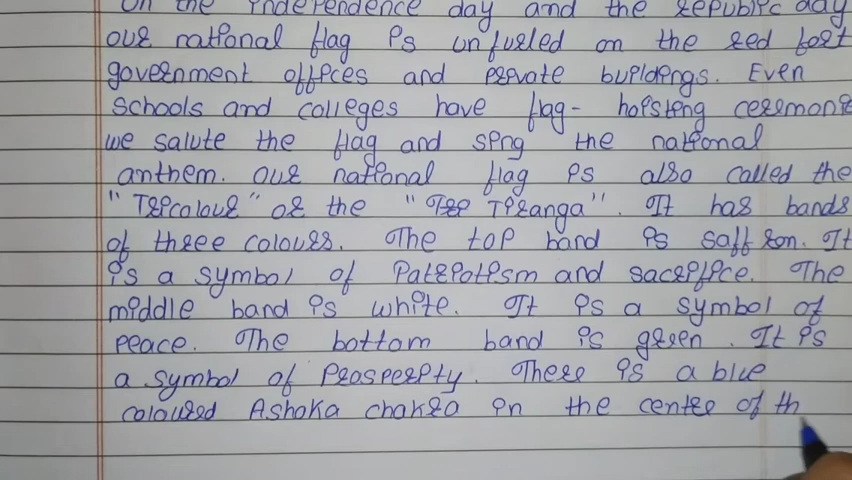 On the Independence day and the republic day
our national flag is unfurled on the red fort
government offices and private buildings. Even
schools and colleges have flag- hoisting ceremonie
we salute the flag and sing the national
anthem. Our national flag is also called the
"Tricolour" or the "Tiranga". It has bands
of three colours. The top band is saffron. It
is a symbol of Patriotism and sacrifice. The
middle band is white. It is a symbol of
peace. The bottom band is green. It is
a symbol of Prosperity. There is a blue
coloured Ashoka chakra in the centre of th